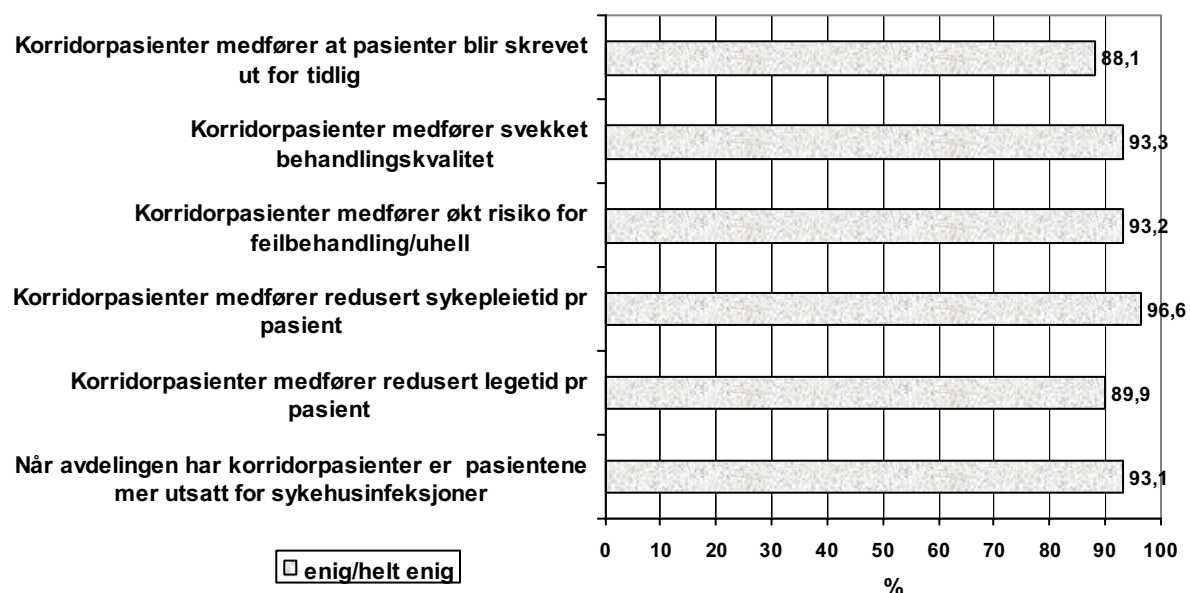 Korridorpasienter medfører at pasienter blir skrevet
ut for tidlig
88,1
Korridorpasienter medfører svekket
behandlingskvalitet
93,3
Korridorpasienter medfører økt risiko for
feilbehandling/uhell
93,2
Korridorpasienter medfører redusert sykepleietid pr
pasient
96,6
Korridorpasienter medfører redusert legetid pr
pasient
89,9
Når avdelingen har korridorpasienter er  pasientene
mer utsatt for sykehusinfeksjoner
93,1
0 10 20 30 40 50 60 70 80 90 100
%
enig/helt enig